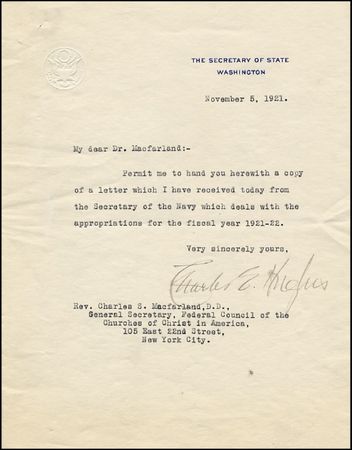 THE SECRETARY OF STATE
WASHINGTON
November 5, 1921.
My dear Dr. Macfarland:-
Permit me to hand you herewith a copy
of a letter which I have received today from
the Secretary of the Navy which deals with the
appropriations for the fiscal year 1921-22.
Very sincerely yours,
Charles E. Hughes
Rev. Charles S. Macfarland, D.D.,
General Secretary, Federal Council of the
Churches of Christ in America,
105 East 22nd Street,
New York City.